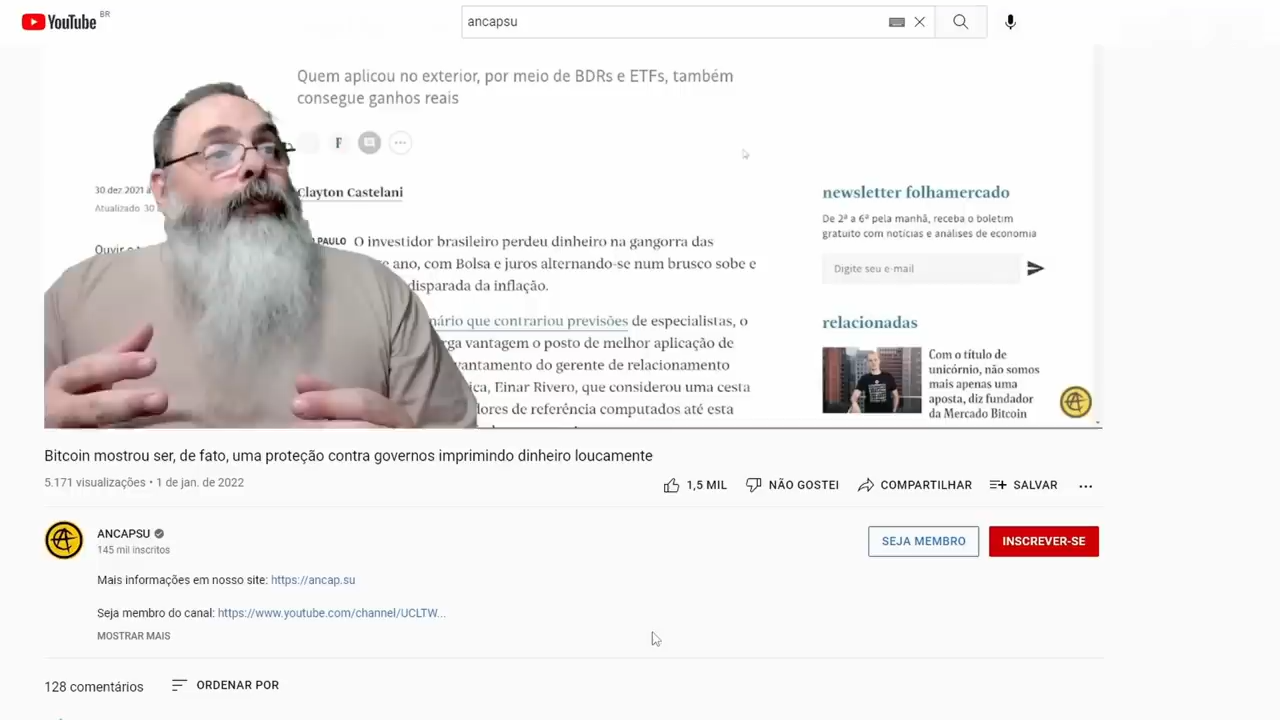 YouTube BR
ancapsu
Quem aplicou no exterior, por meio de BDRs e ETFs, também
consegue ganhos reais
F
30 dez.2021 à
Clayton Castelani
Atualizado 30
Ouvir o
PAULO O investidor brasileiro perdeu dinheiro na gangorra das
e ano, com Bolsa e juros alternando-se num brusco sobe e
disparada da inflação.
nário que contrariou previsões de especialistas, o
rga vantagem o posto de melhor aplicação de
vantamento do gerente de relacionamento
ica, Einar Rivero, que considerou uma cesta
dores de referência computados até esta
newsletter folhamercado
De 2ª a 6ª pela manhã, receba o boletim
gratuito com notícias e análises de economia
Digite seu e-mail
relacionadas
Com o título de
unicórnio, não somos
mais apenas uma
aposta, diz fundador
da Mercado Bitcoin
Bitcoin mostrou ser, de fato, uma proteção contra governos imprimindo dinheiro loucamente
5.171 visualizações • 1 de jan. de 2022
1,5 MIL NÃO GOSTEI COMPARTILHAR SALVAR
ANCAPSU
145 mil inscritos
SEJA MEMBRO INSCREVER-SE
Mais informações em nosso site: https://ancap.su
Seja membro do canal: https://www.youtube.com/channel/UCLTW...
MOSTRAR MAIS
128 comentários ORDENAR POR